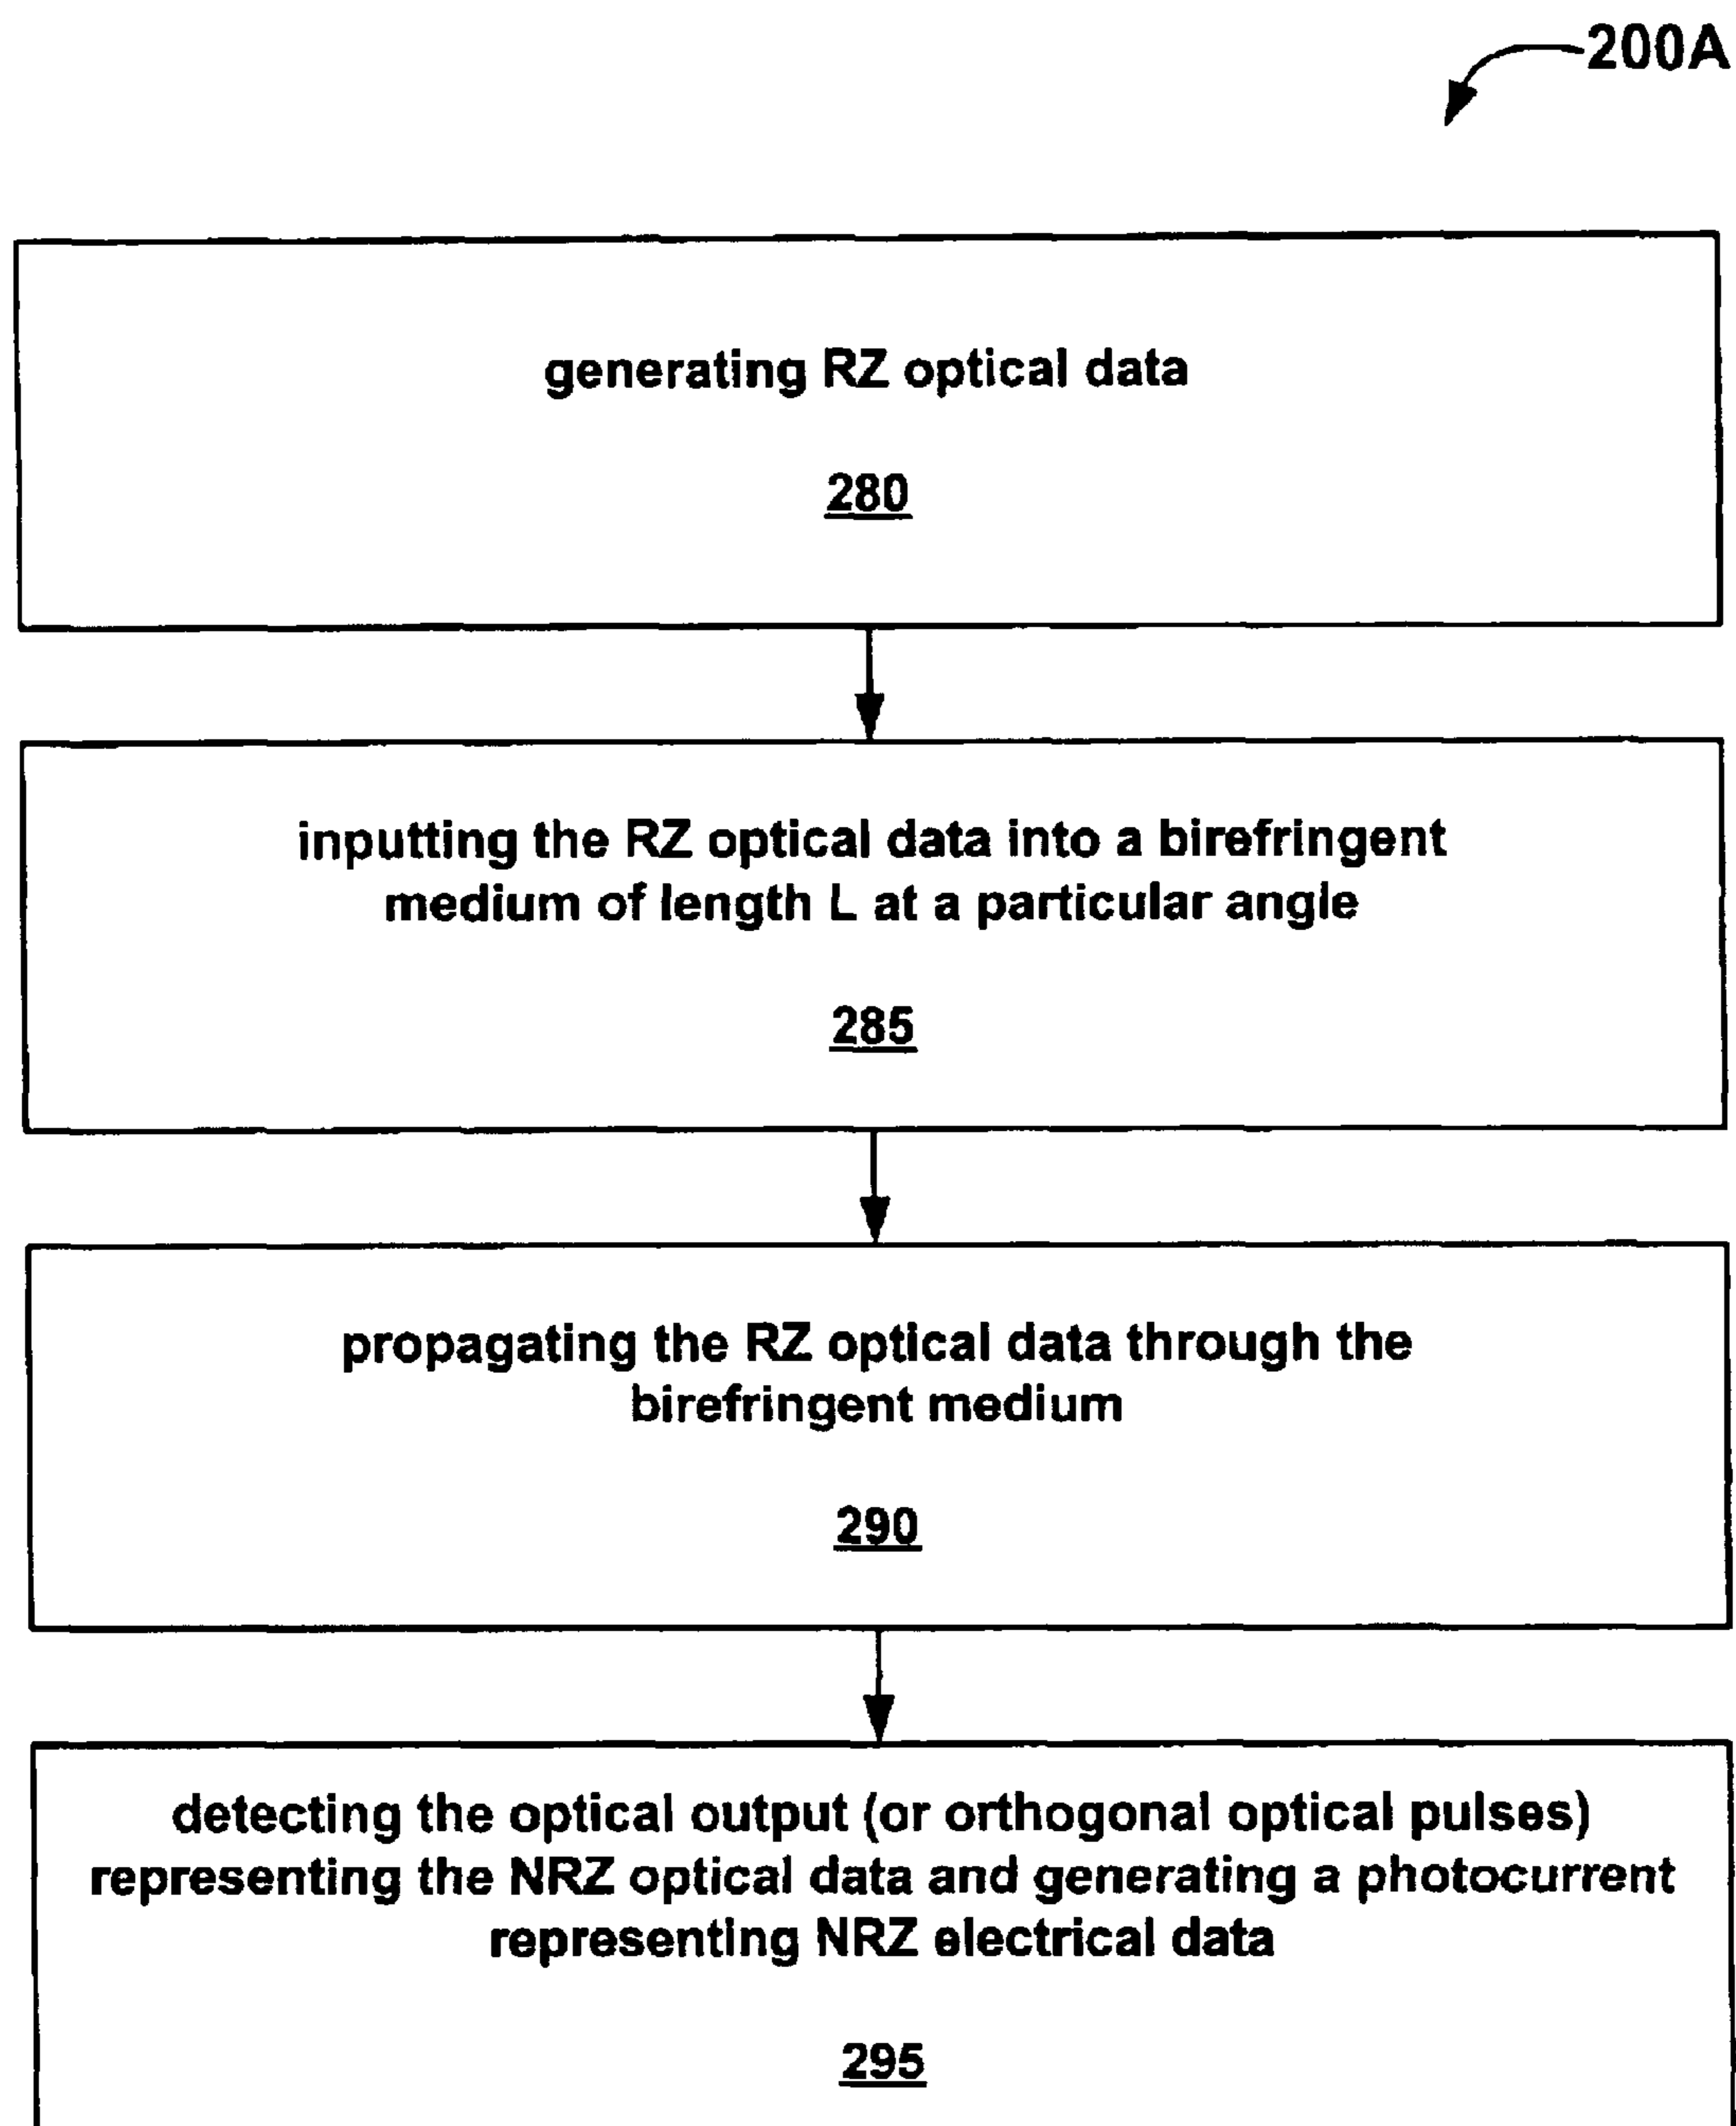 200A
generating RZ optical data
280
inputting the RZ optical data into a birefringent
medium of length L at a particular angle
285
propagating the RZ optical data through the
birefringent medium
290
detecting the optical output (or orthogonal optical pulses)
representing the NRZ optical data and generating a photocurrent
representing NRZ electrical data
295